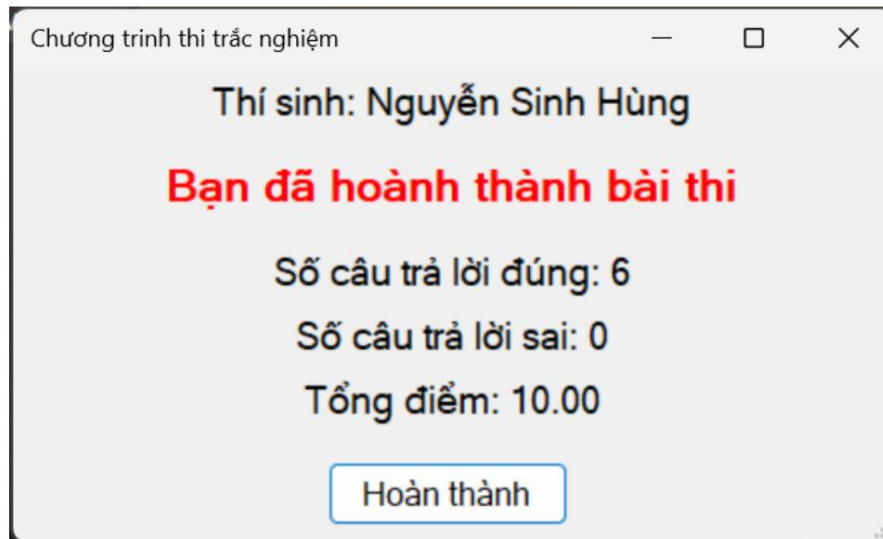 Chương trinh thi trắc nghiệm
Thí sinh: Nguyễn Sinh Hùng
Bạn đã hoành thành bài thi
Số câu trả lời đúng: 6
Số câu trả lời sai: 0
Tổng điểm: 10.00
Hoàn thành